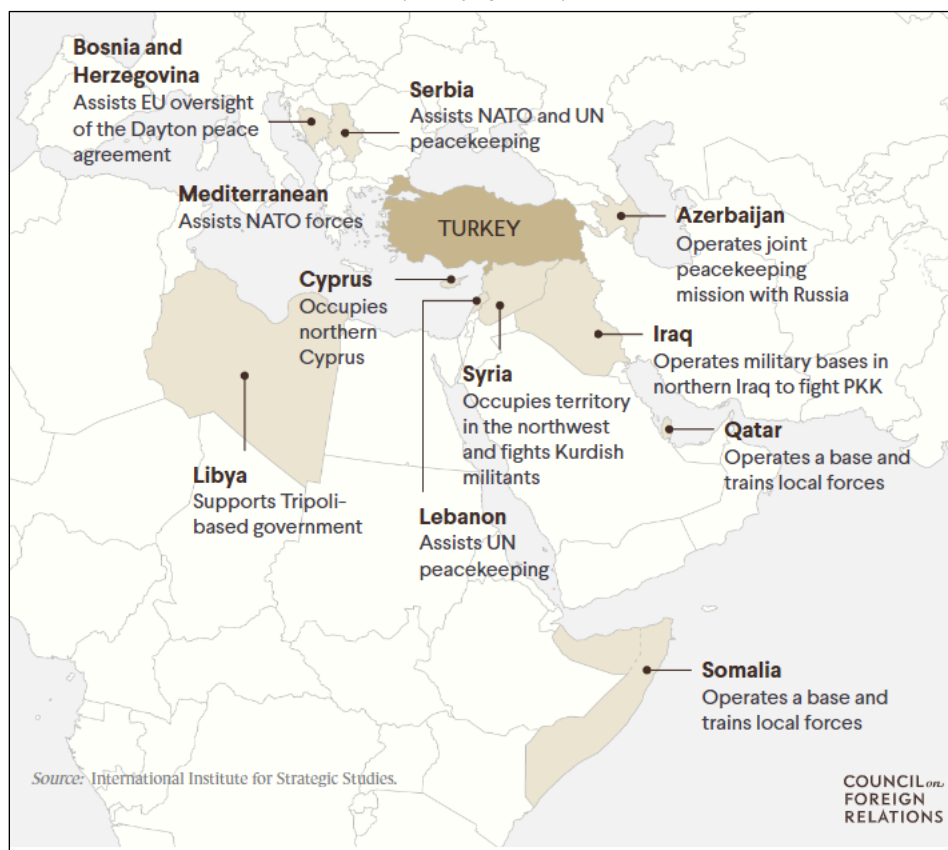 Bosnia and
Herzegovina
Assists EU oversight
of the Dayton peace
agreement
Serbia
Assists NATO and UN
peacekeeping
Mediterranean
Assists NATO forces
TURKEY
Azerbaijan
Operates joint
peacekeeping
mission with Russia
Cyprus
Occupies
northern
Cyprus
Iraq
Operates military bases in
northern Iraq to fight PKK
Syria
Occupies territory
in the northwest
and fights Kurdish
militants
Qatar
Operates a base and
trains local forces
Libya
Supports Tripoli-
based government
Lebanon
Assists UN
peacekeeping
Somalia
Operates a base and
trains local forces
Source: International Institute for Strategic Studies.
COUNCIL on
FOREIGN
RELATIONS